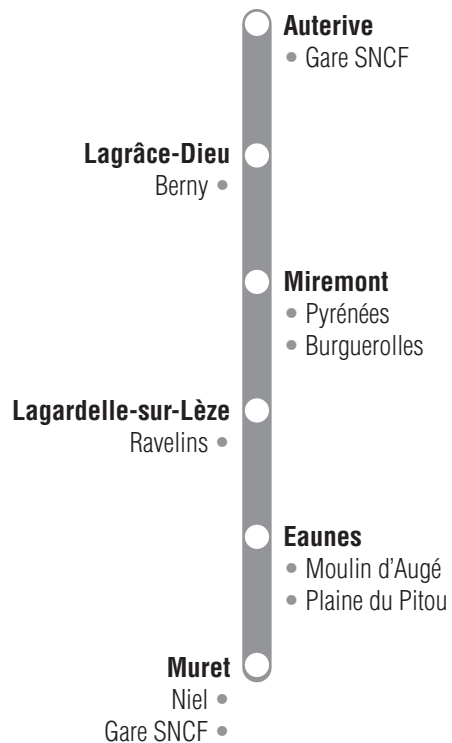 Auterive
• Gare SNCF
Lagrâce-Dieu
Berny •
Miremont
• Pyrénées
• Burguerolles
Lagardelle-sur-Lèze
Ravelins •
Eaunes
• Moulin d'Augé
• Plaine du Pitou
Muret
Niel •
Gare SNCF •